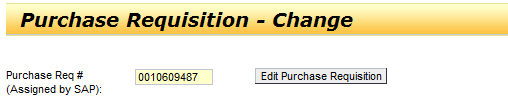 Purchase Requisition - Change
Purchase Req # 0010609487 Edit Purchase Requisition
(Assigned by SAP):